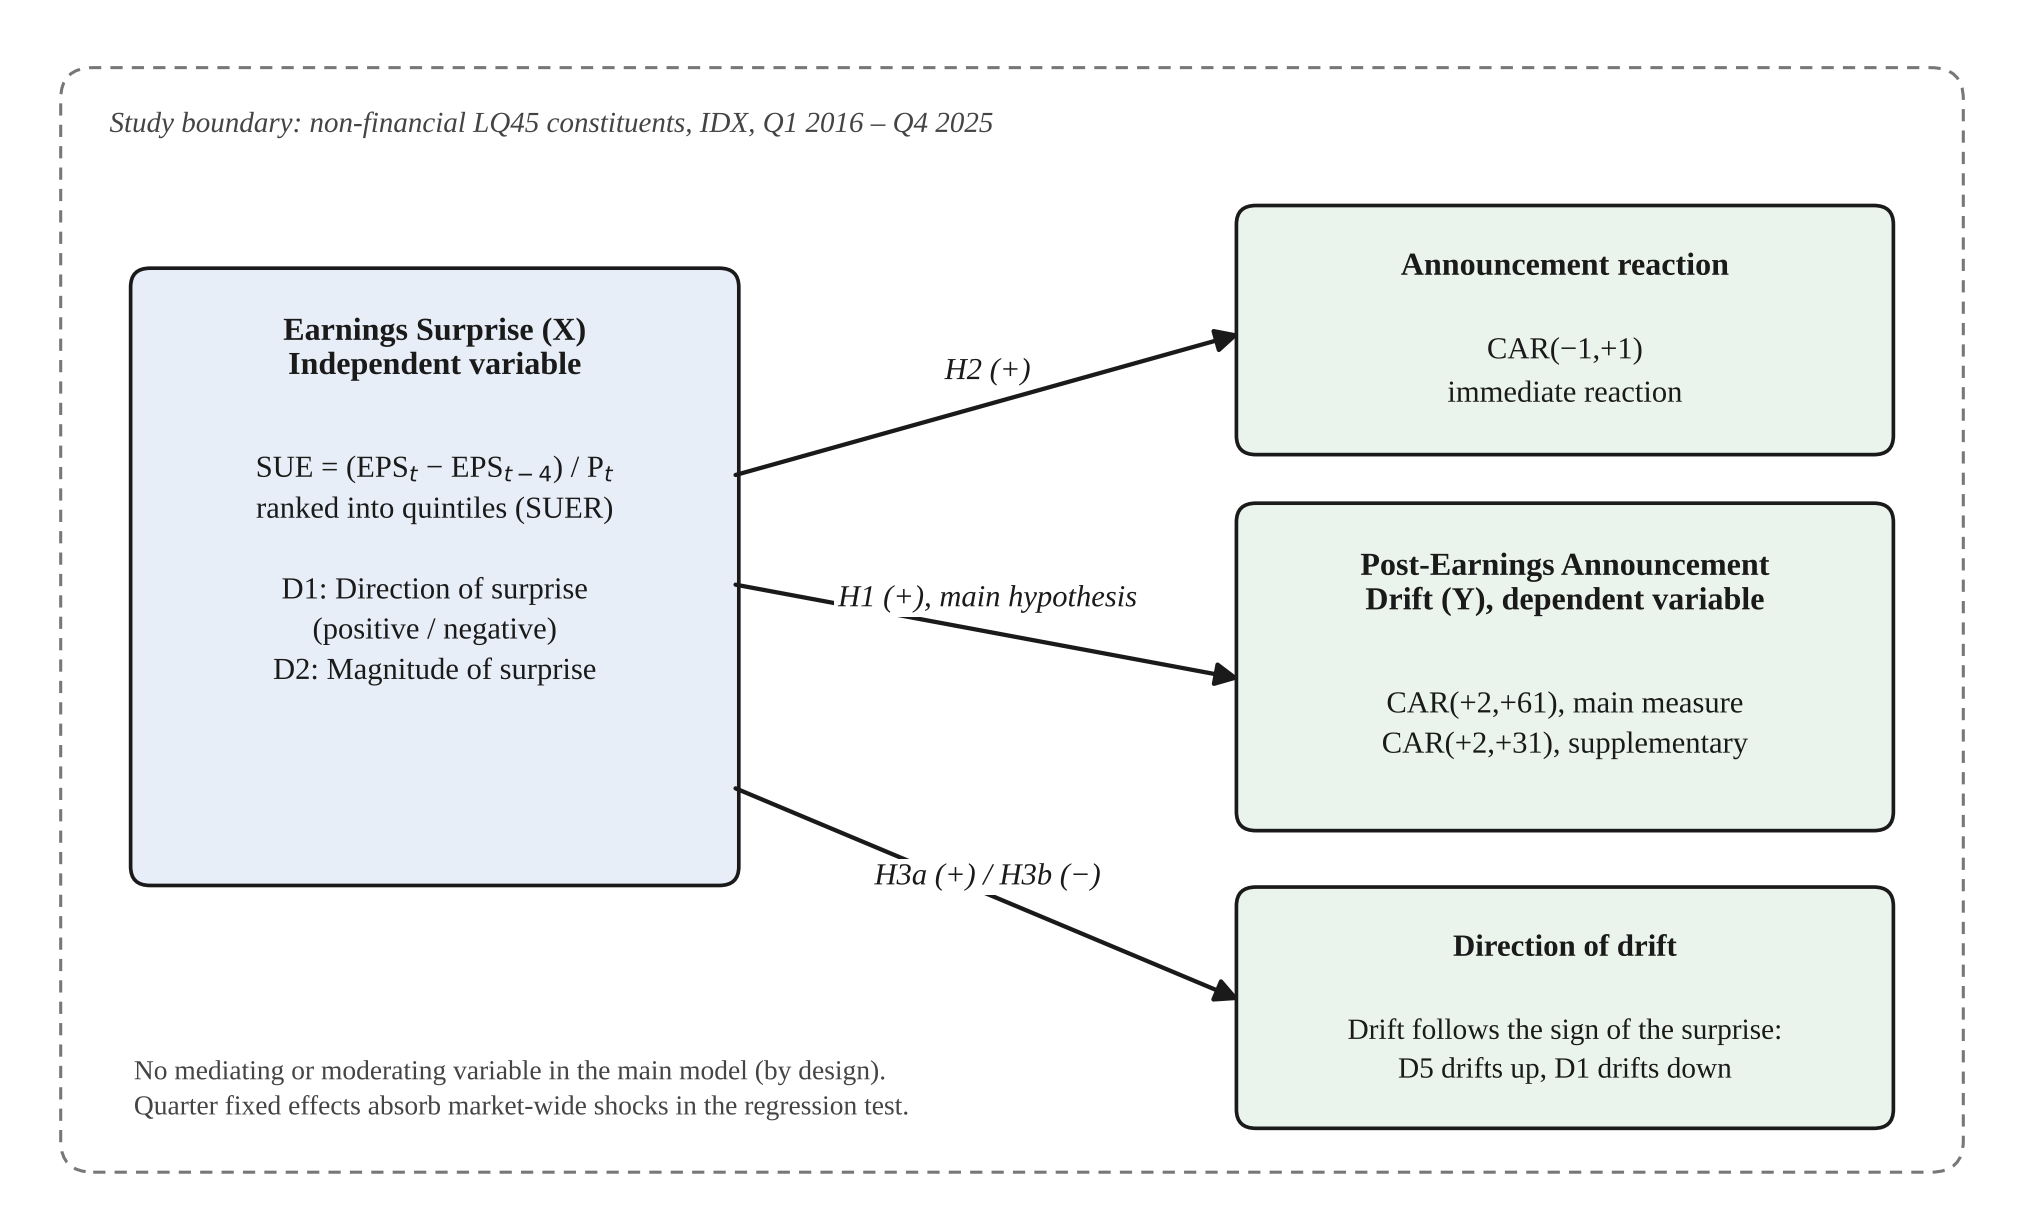 Study boundary: non-financial LQ45 constituents, IDX, Q1 2016 – Q4 2025
Earnings Surprise (X)
Independent variable
SUE = (EPSt − EPSt − 4) / Pt
ranked into quintiles (SUER)
D1: Direction of surprise
(positive / negative)
D2: Magnitude of surprise
H2 (+)
H1 (+), main hypothesis
H3a (+) / H3b (−)
Announcement reaction
CAR(−1,+1)
immediate reaction
Post-Earnings Announcement
Drift (Y), dependent variable
CAR(+2,+61), main measure
CAR(+2,+31), supplementary
Direction of drift
Drift follows the sign of the surprise:
D5 drifts up, D1 drifts down
No mediating or moderating variable in the main model (by design).
Quarter fixed effects absorb market-wide shocks in the regression test.